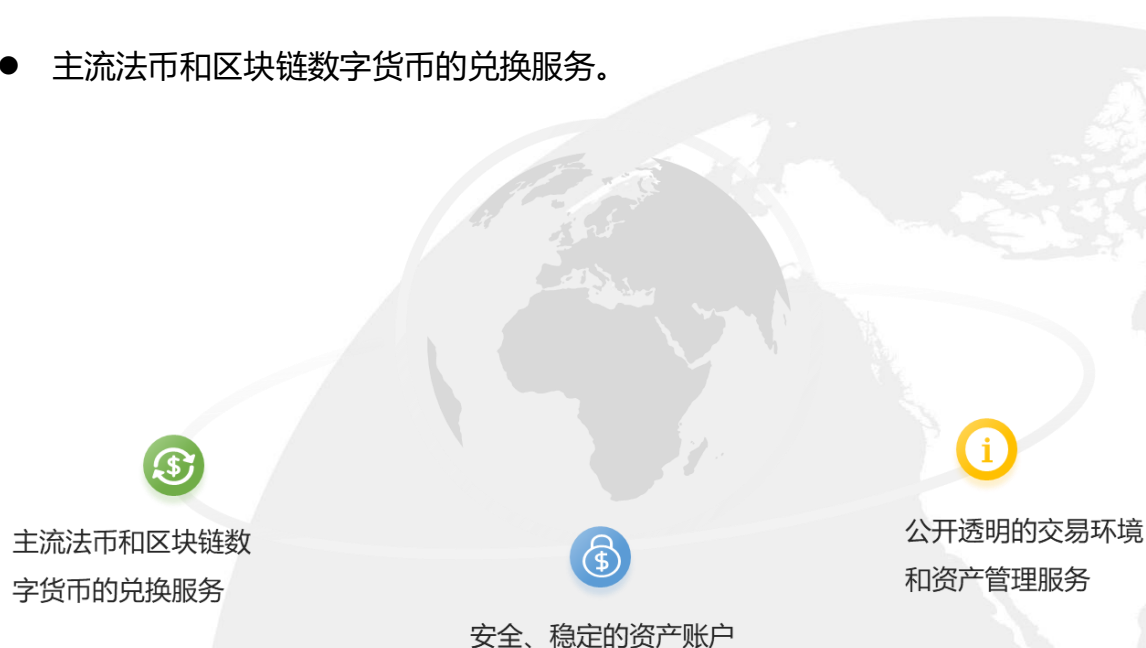 ● 主流法币和区块链数字货币的兑换服务。
主流法币和区块链数
字货币的兑换服务
安全、稳定的资产账户
公开透明的交易环境
和资产管理服务